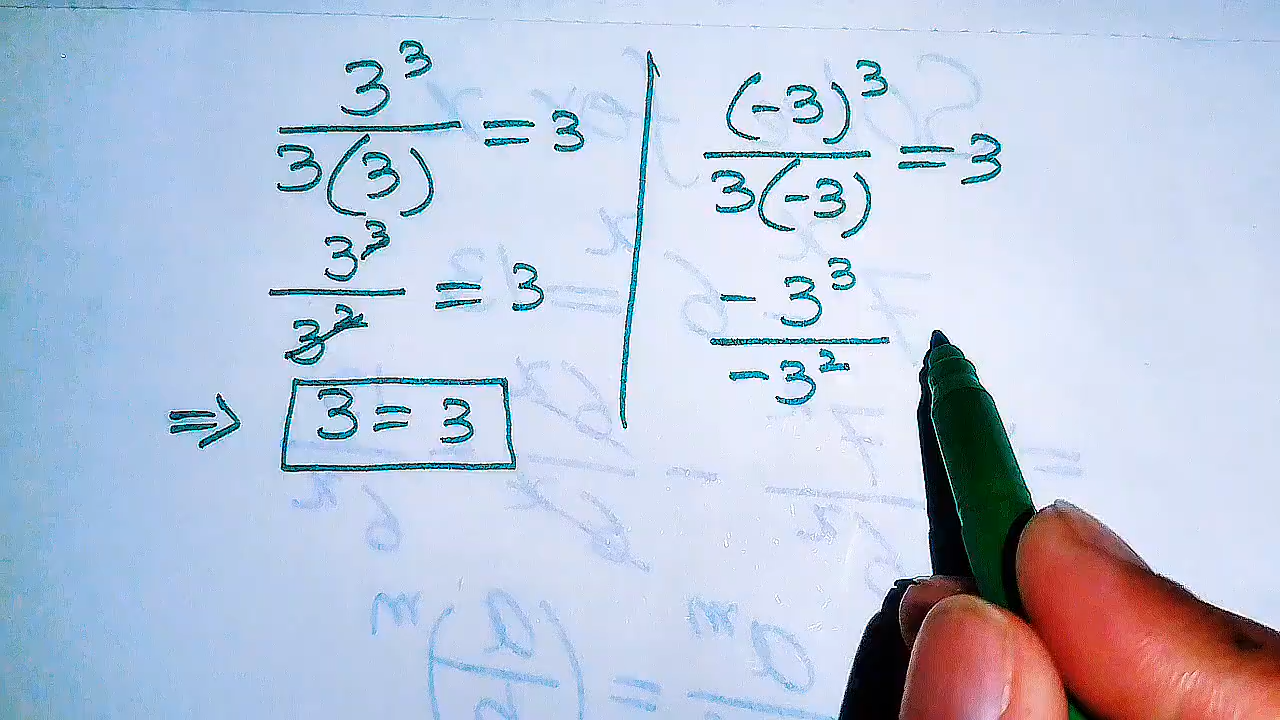 3³
3(3) = 3
3³
3² = 3
⇒ 3 = 3
(-3)³
3(-3) = 3
-3³
-3²